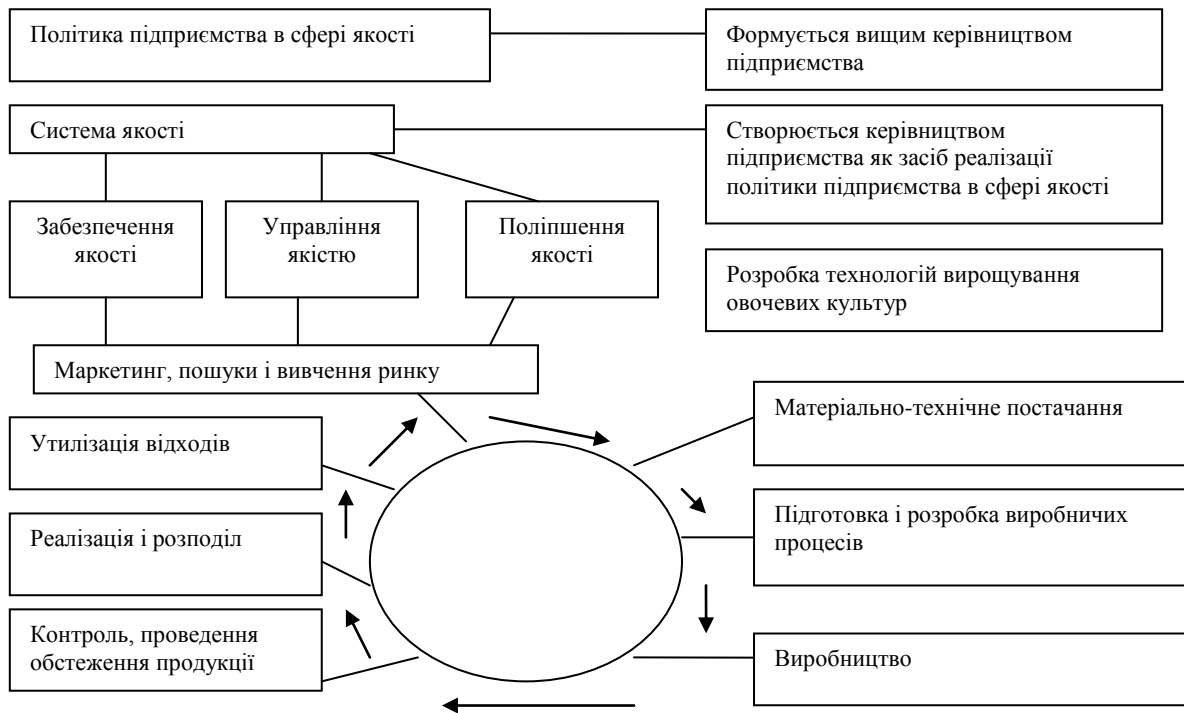 Політика підприємства в сфері якості
Формується вищим керівництвом
підприємства
Система якості
Створюється керівництвом
підприємства як засіб реалізації
політики підприємства в сфері якості
Забезпечення
якості
Управління
якістю
Поліпшення
якості
Розробка технологій вирощування
овочевих культур
Маркетинг, пошуки і вивчення ринку
Матеріально-технічне постачання
Утилізація відходів
Підготовка і розробка виробничих
процесів
Реалізація і розподіл
Контроль, проведення
обстеження продукції
Виробництво